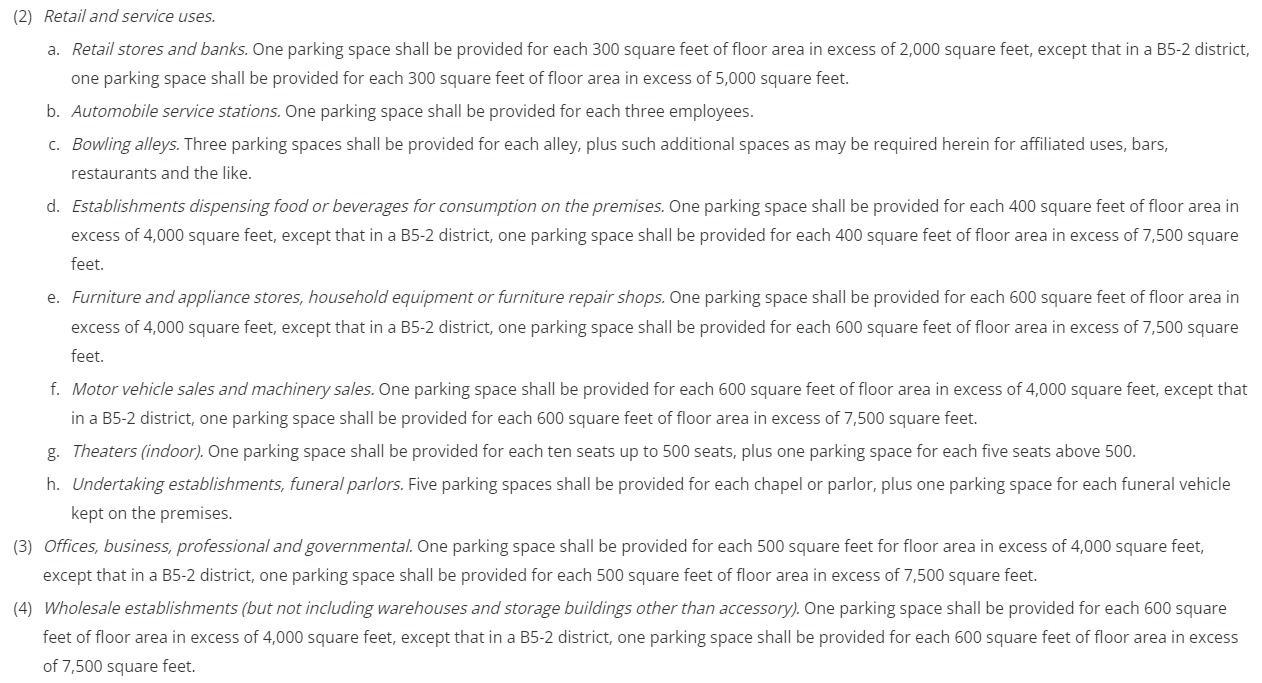 (2) Retail and service uses.
a. Retail stores and banks. One parking space shall be provided for each 300 square feet of floor area in excess of 2,000 square feet, except that in a B5-2 district,
one parking space shall be provided for each 300 square feet of floor area in excess of 5,000 square feet.
b. Automobile service stations. One parking space shall be provided for each three employees.
c. Bowling alleys. Three parking spaces shall be provided for each alley, plus such additional spaces as may be required herein for affiliated uses, bars,
restaurants and the like.
d. Establishments dispensing food or beverages for consumption on the premises. One parking space shall be provided for each 400 square feet of floor area in
excess of 4,000 square feet, except that in a B5-2 district, one parking space shall be provided for each 400 square feet of floor area in excess of 7,500 square
feet.
e. Furniture and appliance stores, household equipment or furniture repair shops. One parking space shall be provided for each 600 square feet of floor area in
excess of 4,000 square feet, except that in a B5-2 district, one parking space shall be provided for each 600 square feet of floor area in excess of 7,500 square
feet.
f. Motor vehicle sales and machinery sales. One parking space shall be provided for each 600 square feet of floor area in excess of 4,000 square feet, except that
in a B5-2 district, one parking space shall be provided for each 600 square feet of floor area in excess of 7,500 square feet.
g. Theaters (indoor). One parking space shall be provided for each ten seats up to 500 seats, plus one parking space for each five seats above 500.
h. Undertaking establishments, funeral parlors. Five parking spaces shall be provided for each chapel or parlor, plus one parking space for each funeral vehicle
kept on the premises.
(3) Offices, business, professional and governmental. One parking space shall be provided for each 500 square feet for floor area in excess of 4,000 square feet,
except that in a B5-2 district, one parking space shall be provided for each 500 square feet of floor area in excess of 7,500 square feet.
(4) Wholesale establishments (but not including warehouses and storage buildings other than accessory). One parking space shall be provided for each 600 square
feet of floor area in excess of 4,000 square feet, except that in a B5-2 district, one parking space shall be provided for each 600 square feet of floor area in excess
of 7,500 square feet.